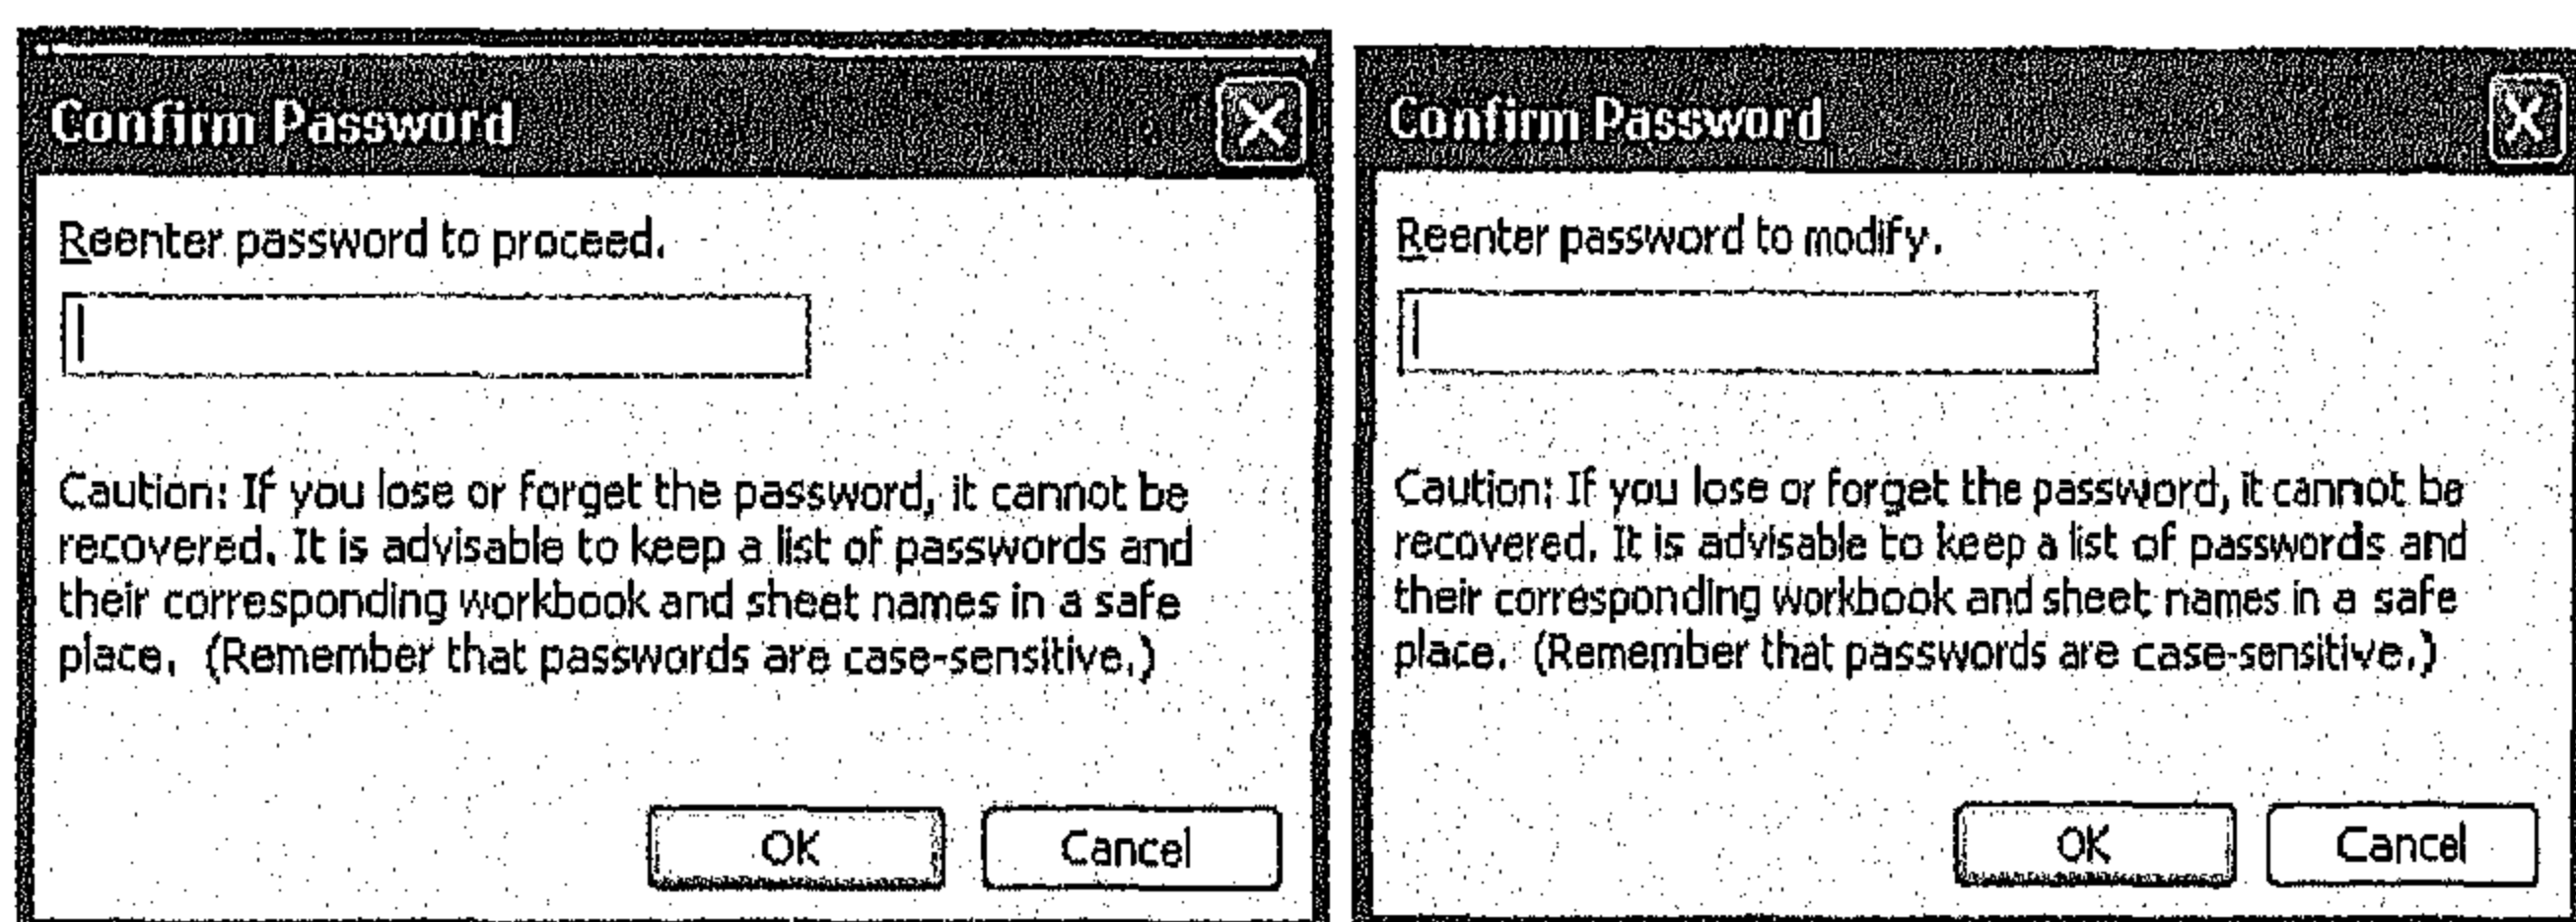 Confirm Password
Reenter password to proceed.
Caution: If you lose or forget the password, it cannot be
recovered. It is advisable to keep a list of passwords and
their corresponding workbook and sheet names in a safe
place. (Remember that passwords are case-sensitive.)
OK Cancel
Confirm Password
Reenter password to modify.
Caution: If you lose or forget the password, it cannot be
recovered. It is advisable to keep a list of passwords and
their corresponding workbook and sheet names in a safe
place. (Remember that passwords are case-sensitive.)
OK Cancel